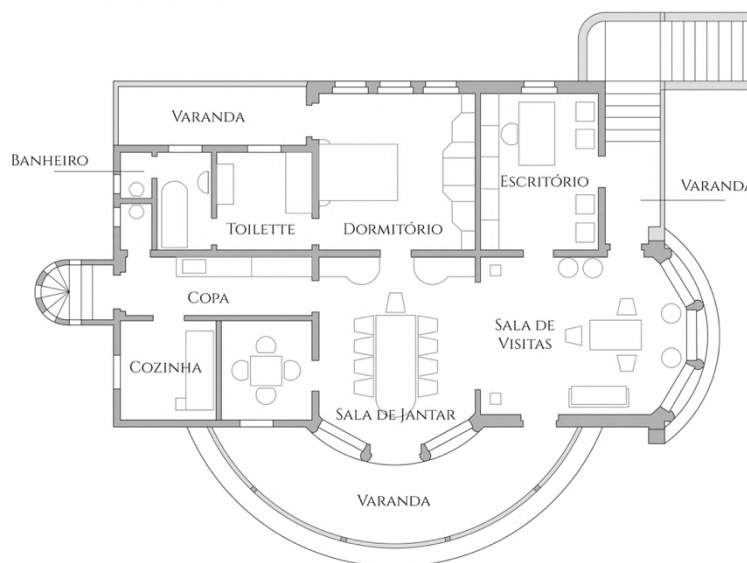 Varanda
Banheiro
Escritório
Varanda
Toilette
Dormitório
Copa
Sala de
Visitas
Cozinha
Sala de Jantar
Varanda